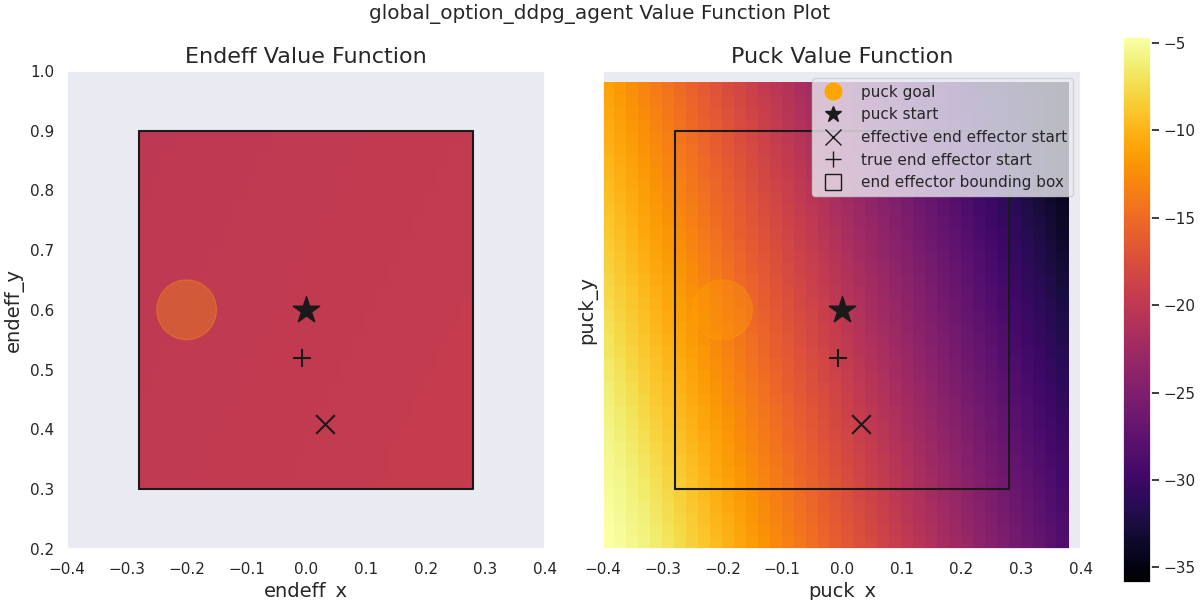 global_option_ddpg_agent Value Function Plot
Endeff Value Function
1.0
0.9
0.8
0.7
0.6
0.5
0.4
0.3
0.2
endeff_y
−0.4 −0.3 −0.2 −0.1 0.0 0.1 0.2 0.3 0.4
endeff_x
Puck Value Function
puck goal
puck start
effective end effector start
true end effector start
end effector bounding box
puck_y
−0.4 −0.3 −0.2 −0.1 0.0 0.1 0.2 0.3 0.4
puck_x
−5
−10
−15
−20
−25
−30
−35